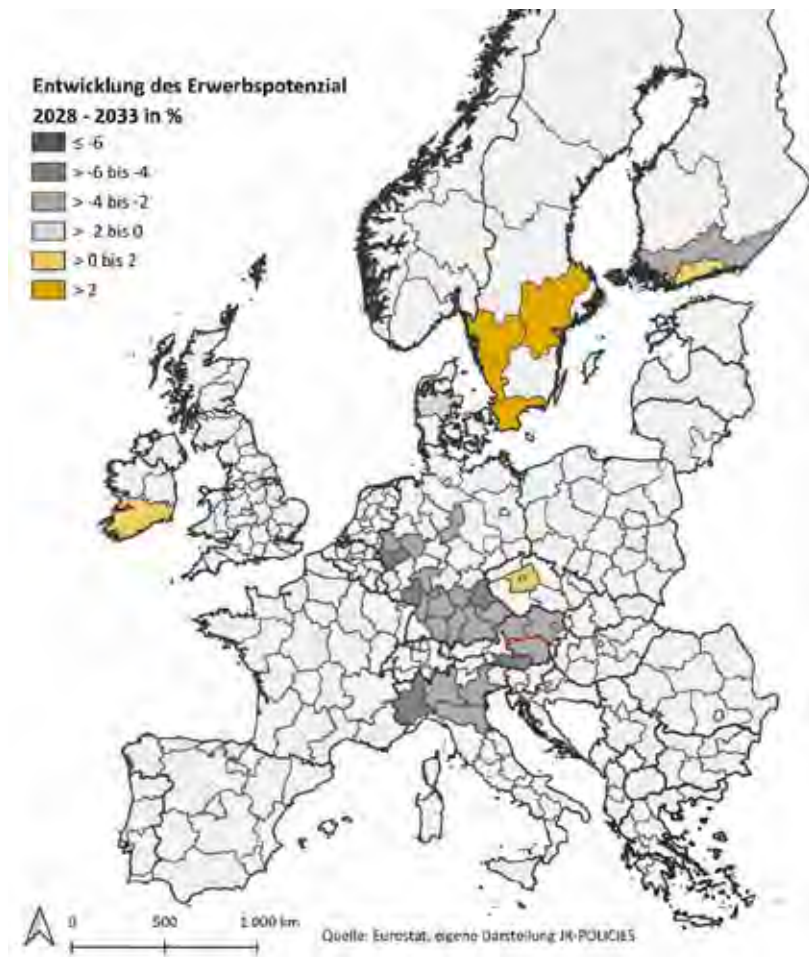 Entwicklung des Erwerbspotenzial
2028 - 2033 in %
≤ -6
> -6 bis -4
> -4 bis -2
> -2 bis 0
> 0 bis 2
> 2
0 500 1.000 km
Quelle: Eurostat, eigene Darstellung JR-POLICIES